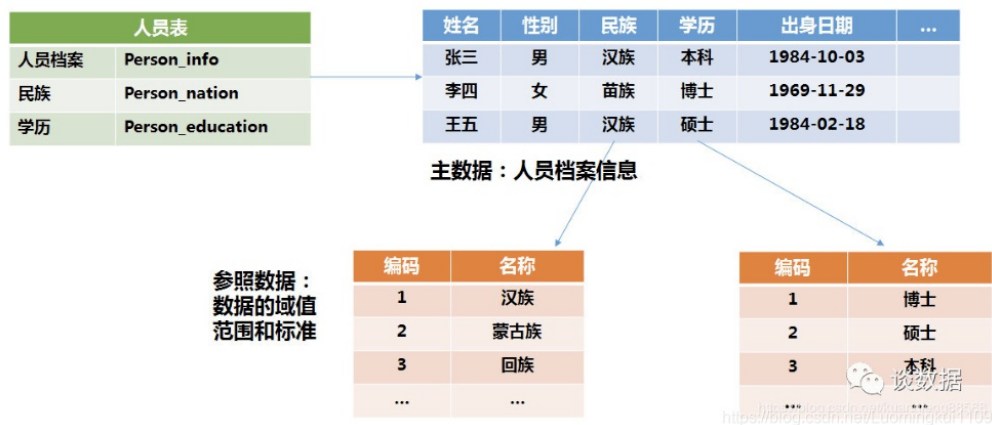 人员表
人员档案 Person_info
民族 Person_nation
学历 Person_education
姓名 性别 民族 学历 出身日期 ...
张三 男 汉族 本科 1984-10-03
李四 女 苗族 博士 1969-11-29
王五 男 汉族 硕士 1984-02-18
主数据：人员档案信息
参照数据：
数据的域值
范围和标准
编码 名称
1 汉族
2 蒙古族
3 回族
... ...
编码 名称
1 博士
2 硕士
3 本科
... ...
谈数据